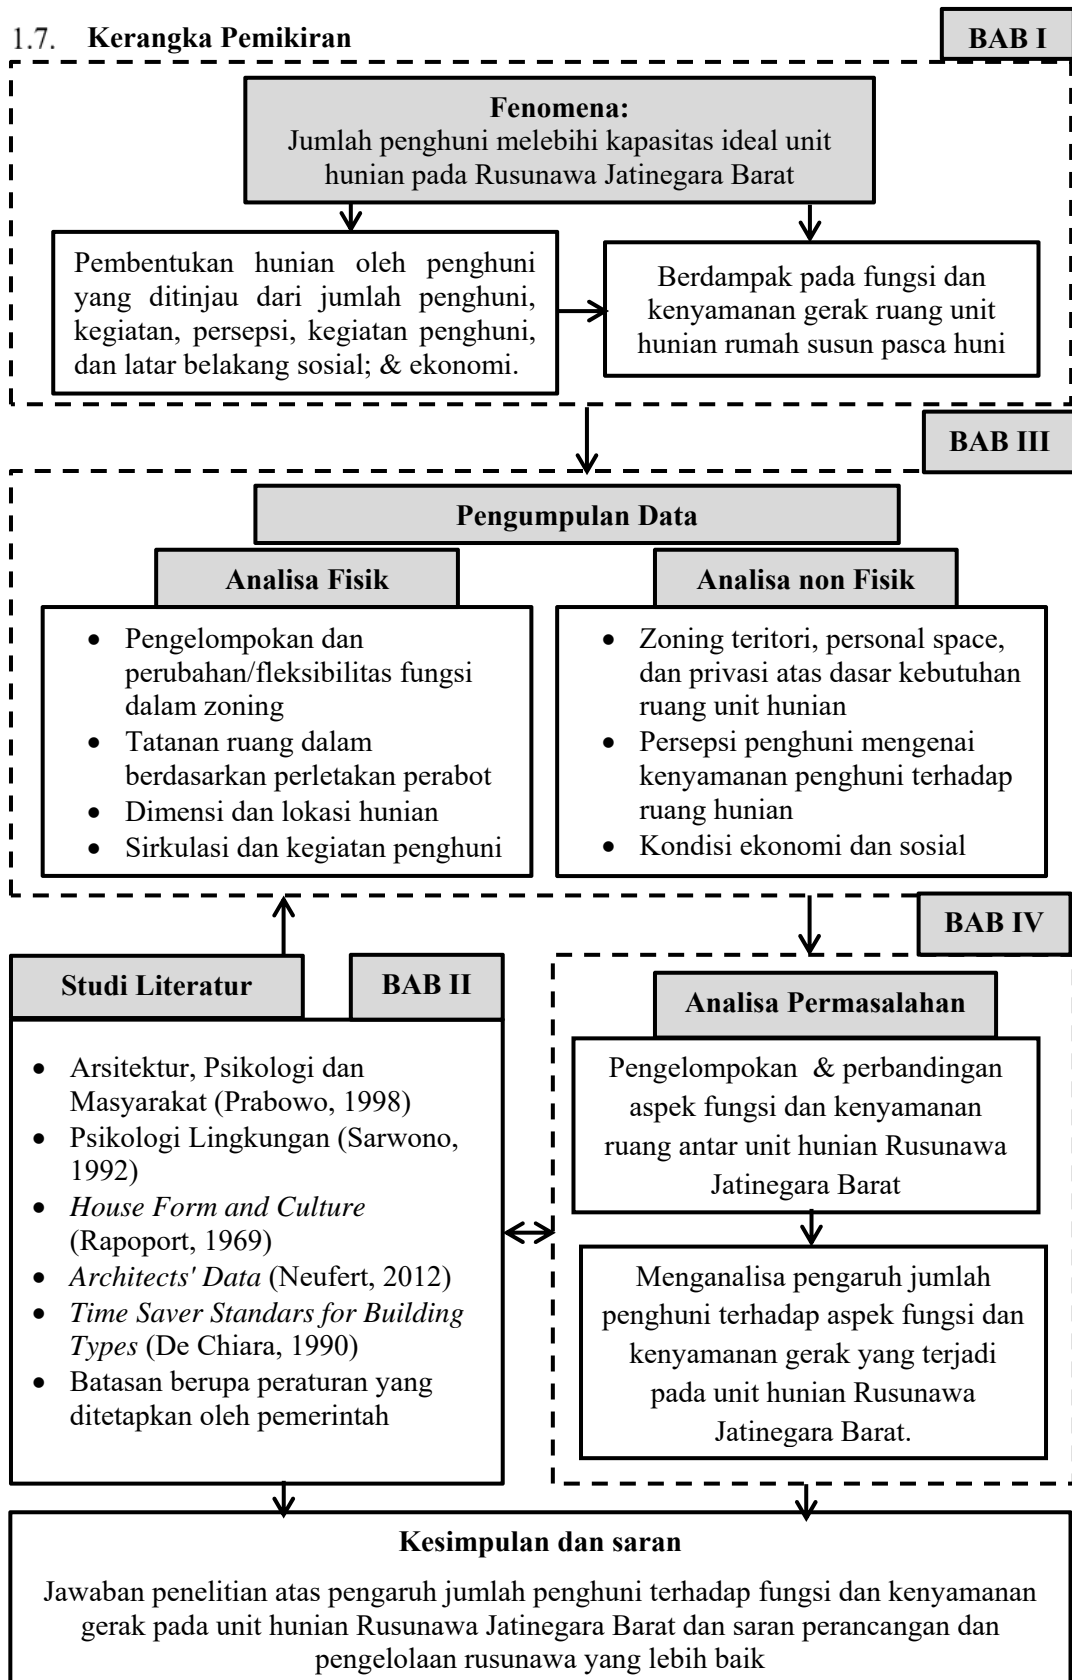 1.7. Kerangka Pemikiran
BAB I
Fenomena:
Jumlah penghuni melebihi kapasitas ideal unit
hunian pada Rusunawa Jatinegara Barat
Pembentukan hunian oleh penghuni
yang ditinjau dari jumlah penghuni,
kegiatan, persepsi, kegiatan penghuni,
dan latar belakang sosial; & ekonomi.
Berdampak pada fungsi dan
kenyamanan gerak ruang unit
hunian rumah susun pasca huni
BAB III
Pengumpulan Data
Analisa Fisik
• Pengelompokan dan
perubahan/fleksibilitas fungsi
dalam zoning
• Tatanan ruang dalam
berdasarkan perletakan perabot
• Dimensi dan lokasi hunian
• Sirkulasi dan kegiatan penghuni
Analisa non Fisik
• Zoning teritori, personal space,
dan privasi atas dasar kebutuhan
ruang unit hunian
• Persepsi penghuni mengenai
kenyamanan penghuni terhadap
ruang hunian
• Kondisi ekonomi dan sosial
Studi Literatur
BAB II
• Arsitektur, Psikologi dan
Masyarakat (Prabowo, 1998)
• Psikologi Lingkungan (Sarwono,
1992)
• House Form and Culture
(Rapoport, 1969)
• Architects' Data (Neufert, 2012)
• Time Saver Standars for Building
Types (De Chiara, 1990)
• Batasan berupa peraturan yang
ditetapkan oleh pemerintah
BAB IV
Analisa Permasalahan
Pengelompokan & perbandingan
aspek fungsi dan kenyamanan
ruang antar unit hunian Rusunawa
Jatinegara Barat
Menganalisa pengaruh jumlah
penghuni terhadap aspek fungsi dan
kenyamanan gerak yang terjadi
pada unit hunian Rusunawa
Jatinegara Barat.
Kesimpulan dan saran
Jawaban penelitian atas pengaruh jumlah penghuni terhadap fungsi dan kenyamanan
gerak pada unit hunian Rusunawa Jatinegara Barat dan saran perancangan dan
pengelolaan rusunawa yang lebih baik